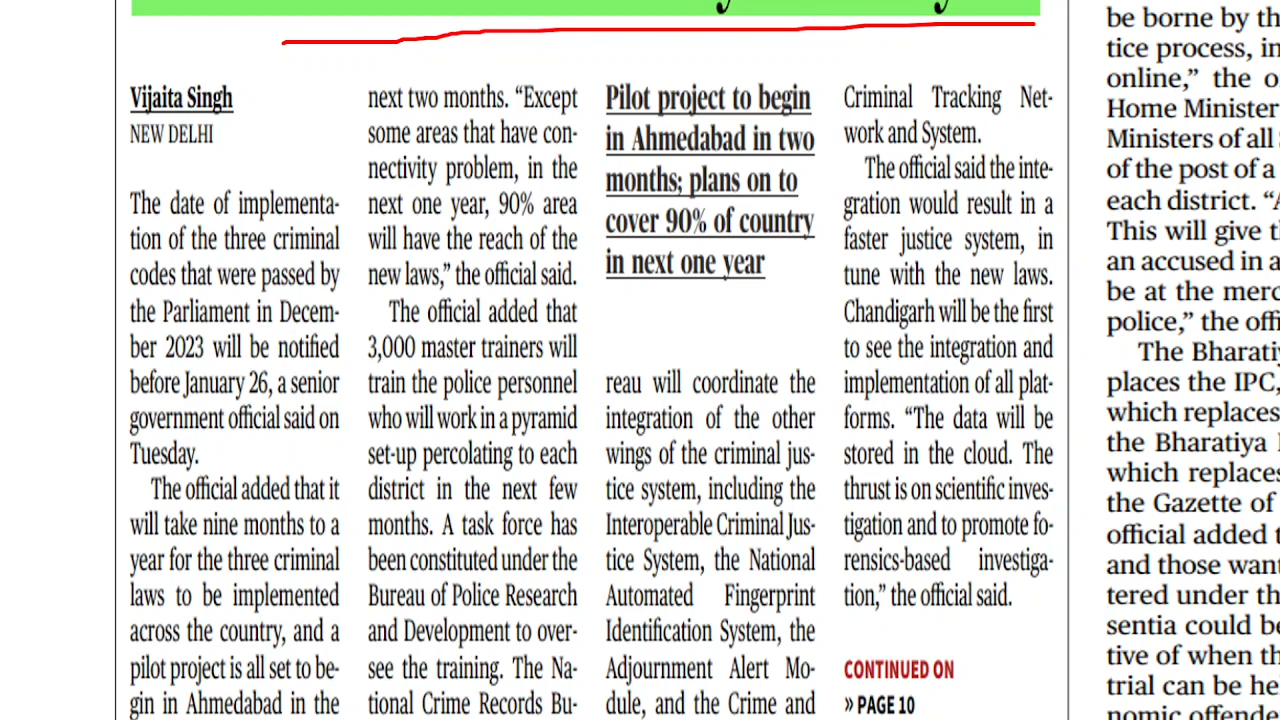 Vijaita Singh
NEW DELHI
The date of implementa-
tion of the three criminal
codes that were passed by
the Parliament in Decem-
ber 2023 will be notified
before January 26, a senior
government official said on
Tuesday.
The official added that it
will take nine months to a
year for the three criminal
laws to be implemented
across the country, and a
pilot project is all set to be-
gin in Ahmedabad in the
next two months. “Except
some areas that have con-
nectivity problem, in the
next one year, 90% area
will have the reach of the
new laws,” the official said.
The official added that
3,000 master trainers will
train the police personnel
who will work in a pyramid
set-up percolating to each
district in the next few
months. A task force has
been constituted under the
Bureau of Police Research
and Development to over-
see the training. The Na-
tional Crime Records Bu-
Pilot project to begin
in Ahmedabad in two
months; plans on to
cover 90% of country
in next one year
reau will coordinate the
integration of the other
wings of the criminal jus-
tice system, including the
Interoperable Criminal Jus-
tice System, the National
Automated Fingerprint
Identification System, the
Adjournment Alert Mo-
dule, and the Crime and
Criminal Tracking Net-
work and System.
The official said the inte-
gration would result in a
faster justice system, in
tune with the new laws.
Chandigarh will be the first
to see the integration and
implementation of all plat-
forms. “The data will be
stored in the cloud. The
thrust is on scientific inves-
tigation and to promote fo-
rensics-based investiga-
tion,” the official said.
CONTINUED ON
» PAGE 10
be borne by th
tice process, in
online,” the o
Home Minister
Ministers of all
of the post of a
each district. “A
This will give t
an accused in a
be at the merc
police,” the offi
The Bharati
places the IPC,
which replaces
the Bharatiya
which replaces
the Gazette of
official added t
and those want
tered under th
sentia could be
tive of when th
trial can be he
nomic offende